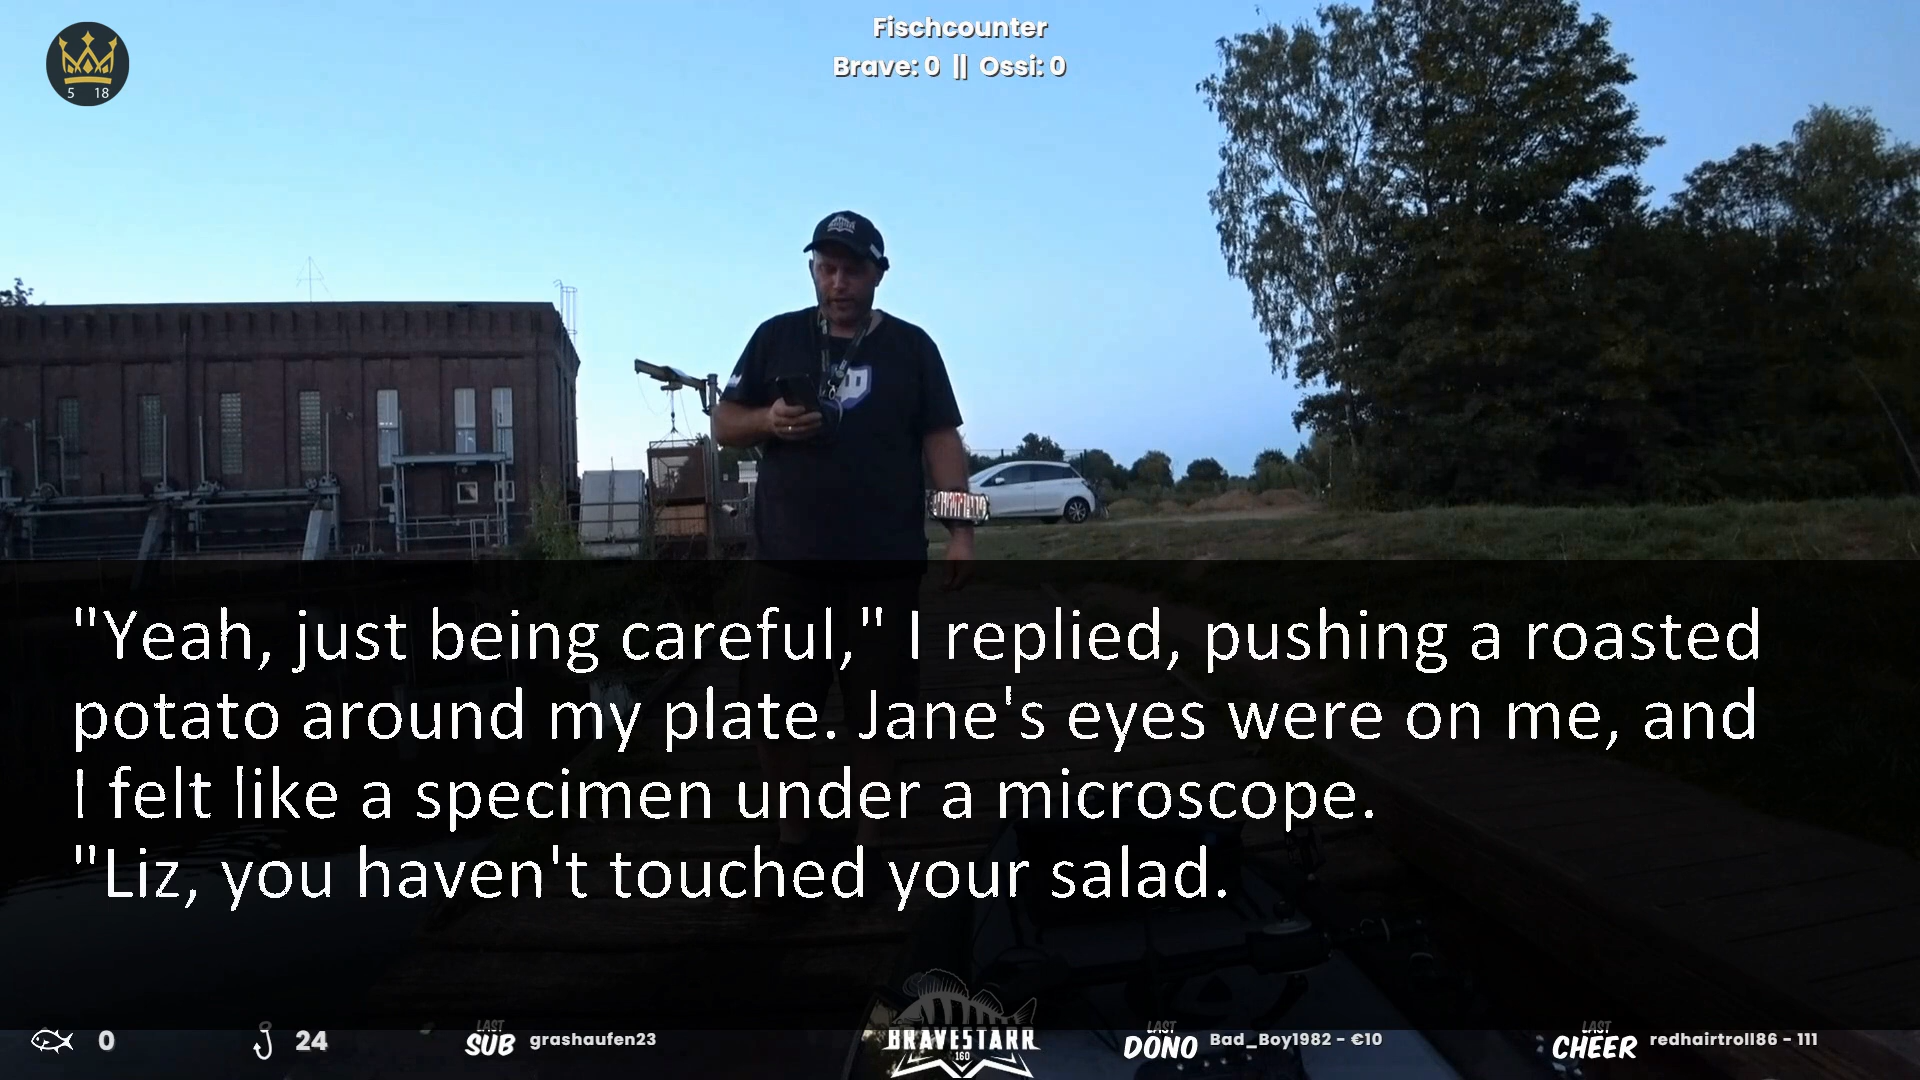 Fischcounter
Brave: 0 || Ossi: 0
5 18
"Yeah, just being careful," I replied, pushing a roasted
potato around my plate. Jane's eyes were on me, and
I felt like a specimen under a microscope.
"Liz, you haven't touched your salad.
0
24
LAST SUB grashaufen23
BRAVESTARR
160
LAST DONO Bad_Boy1982 - €10
LAST CHEER redhairtroll86 - 111